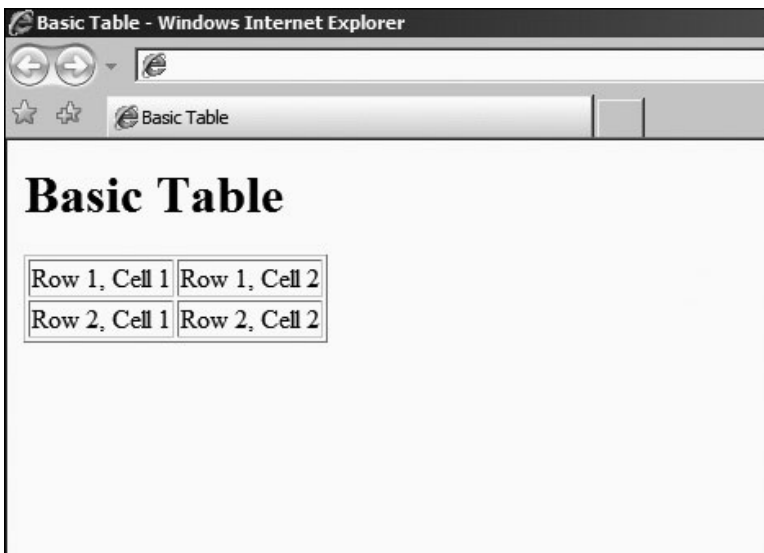 Basic Table - Windows Internet Explorer
Basic Table
Basic Table
Row 1, Cell 1 Row 1, Cell 2
Row 2, Cell 1 Row 2, Cell 2